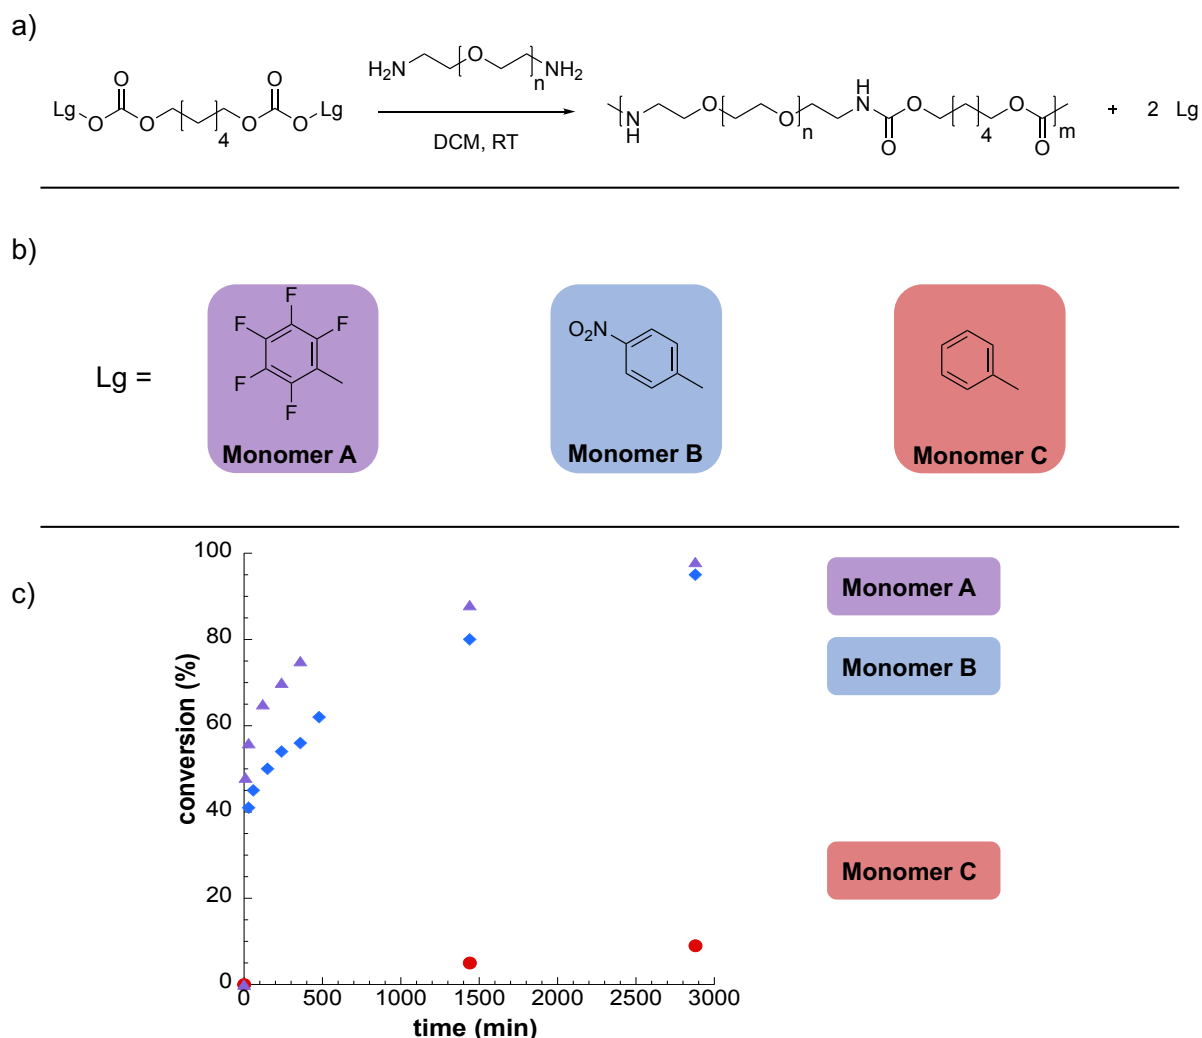 a)
H2N O n NH2
DCM, RT
Lg O O O 4 O O O Lg
N H O O n H N O O 4 O O m + 2 Lg
b)
Lg =
F F F F F
Monomer A
O2N
Monomer B
Monomer C
c)
conversion (%)
100
80
60
40
20
0
0 500 1000 1500 2000 2500 3000
time (min)
Monomer A
Monomer B
Monomer C